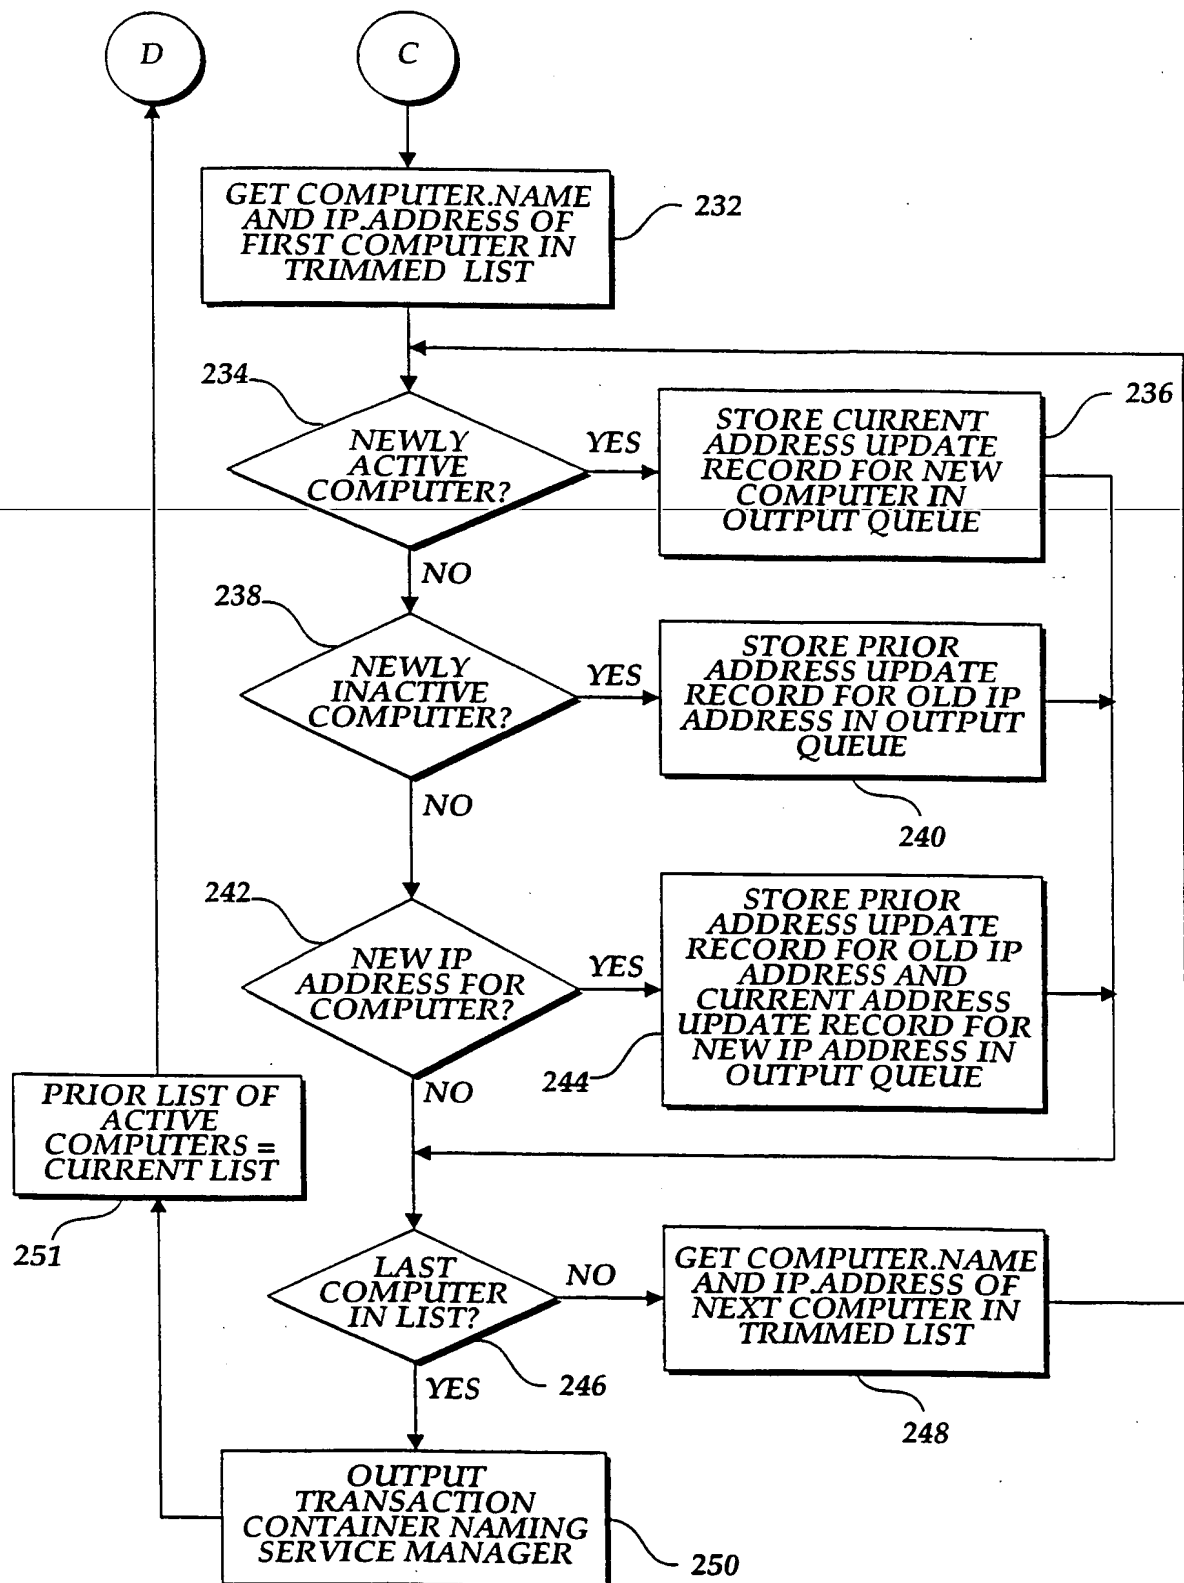 D
C
GET COMPUTER.NAME
AND IP.ADDRESS OF
FIRST COMPUTER IN
TRIMMED LIST
232
234
NEWLY
ACTIVE
COMPUTER?
YES
STORE CURRENT
ADDRESS UPDATE
RECORD FOR NEW
COMPUTER IN
OUTPUT QUEUE
236
NO
238
NEWLY
INACTIVE
COMPUTER?
YES
STORE PRIOR
ADDRESS UPDATE
RECORD FOR OLD IP
ADDRESS IN OUTPUT
QUEUE
240
NO
242
NEW IP
ADDRESS FOR
COMPUTER?
YES
STORE PRIOR
ADDRESS UPDATE
RECORD FOR OLD IP
ADDRESS AND
CURRENT ADDRESS
UPDATE RECORD FOR
NEW IP ADDRESS IN
OUTPUT QUEUE
244
NO
PRIOR LIST OF
ACTIVE
COMPUTERS =
CURRENT LIST
251
LAST
COMPUTER
IN LIST?
NO
GET COMPUTER.NAME
AND IP.ADDRESS OF
NEXT COMPUTER IN
TRIMMED LIST
248
YES
246
OUTPUT
TRANSACTION
CONTAINER NAMING
SERVICE MANAGER
250